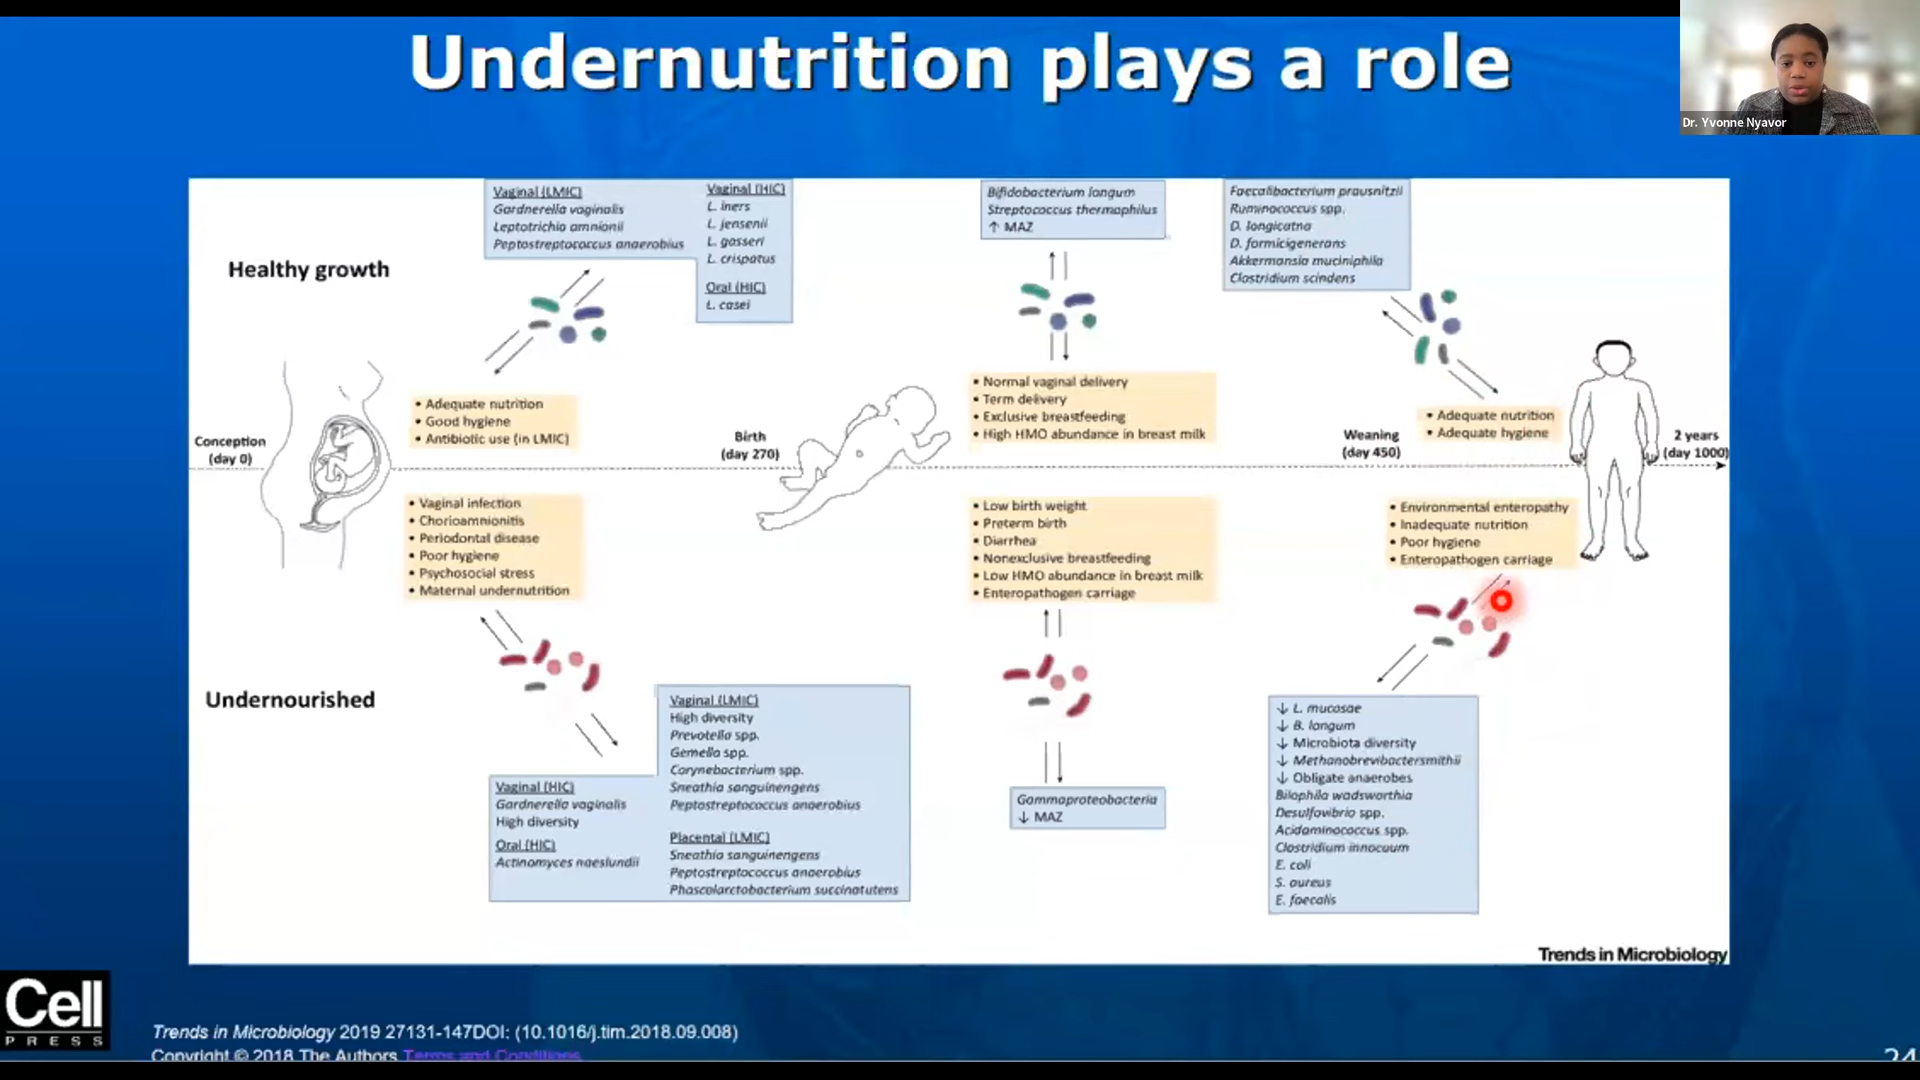 Undernutrition plays a role
Dr. Yvonne Nyavor
Vaginal (LMIC)
Gardnerella vaginalis
Leptotrichia amnionii
Peptostreptococcus anaerobius
Vaginal (HIC)
L. iners
L. jensenii
L. gasseri
L. crispatus
Oral (HIC)
L. casei
Bifidobacterium longum
Streptococcus thermophilus
↑ MAZ
Faecalibacterium prausnitzii
Ruminococcus spp.
D. longicatna
D. formicigenerans
Akkermansia muciniphila
Clostridium scindens
Healthy growth
• Adequate nutrition
• Good hygiene
• Antibiotic use (in LMIC)
• Normal vaginal delivery
• Term delivery
• Exclusive breastfeeding
• High HMO abundance in breast milk
• Adequate nutrition
• Adequate hygiene
Conception
(day 0)
Birth
(day 270)
Weaning
(day 450)
2 years
(day 1000)
• Vaginal infection
• Chorioamnionitis
• Periodontal disease
• Poor hygiene
• Psychosocial stress
• Maternal undernutrition
• Low birth weight
• Preterm birth
• Diarrhea
• Nonexclusive breastfeeding
• Low HMO abundance in breast milk
• Enteropathogen carriage
• Environmental enteropathy
• Inadequate nutrition
• Poor hygiene
• Enteropathogen carriage
Undernourished
Vaginal (HIC)
Gardnerella vaginalis
High diversity
Oral (HIC)
Actinomyces naeslundii
Vaginal (LMIC)
High diversity
Prevotella spp.
Gemella spp.
Corynebacterium spp.
Sneathia sanguinengens
Peptostreptococcus anaerobius
Placental (LMIC)
Sneathia sanguinengens
Peptostreptococcus anaerobius
Phascolarctobacterium succinatutens
Gammaproteobacteria
↓ MAZ
↓ L. mucosae
↓ B. longum
↓ Microbiota diversity
↓ Methanobrevibactersmithii
↓ Obligate anaerobes
Bilophila wadsworthia
Desulfovibrio spp.
Acidaminococcus spp.
Clostridium innocuum
E. coli
S. aureus
E. faecalis
Trends in Microbiology
Cell
PRESS
Trends in Microbiology 2019 27131-147DOI: (10.1016/j.tim.2018.09.008)
Copyright © 2018 The Authors Terms and Conditions
24